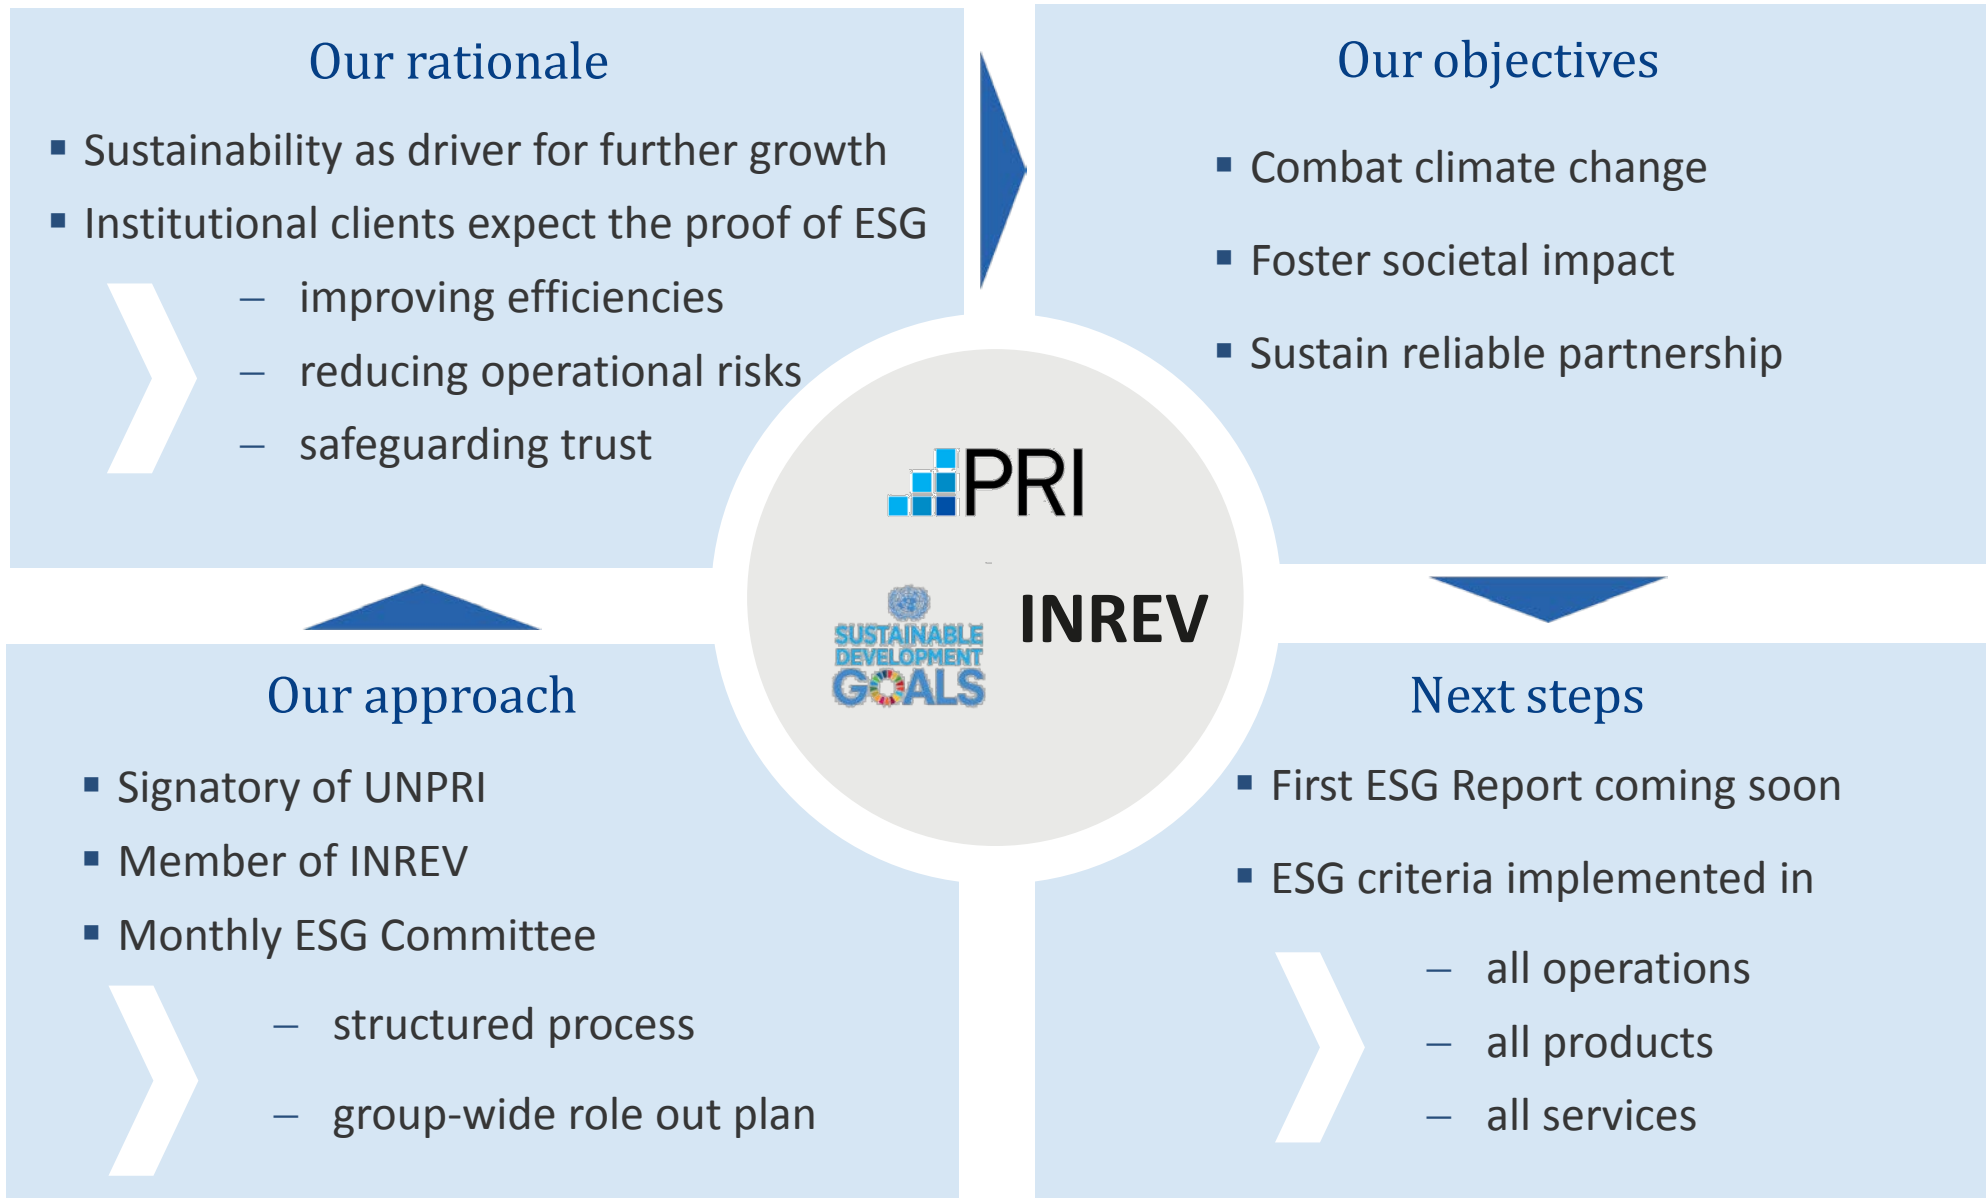 Our rationale
▪ Sustainability as driver for further growth
▪ Institutional clients expect the proof of ESG
– improving efficiencies
– reducing operational risks
– safeguarding trust
Our objectives
▪ Combat climate change
▪ Foster societal impact
▪ Sustain reliable partnership
PRI
SUSTAINABLE
DEVELOPMENT
GOALS
INREV
Our approach
▪ Signatory of UNPRI
▪ Member of INREV
▪ Monthly ESG Committee
– structured process
– group-wide role out plan
Next steps
▪ First ESG Report coming soon
▪ ESG criteria implemented in
– all operations
– all products
– all services